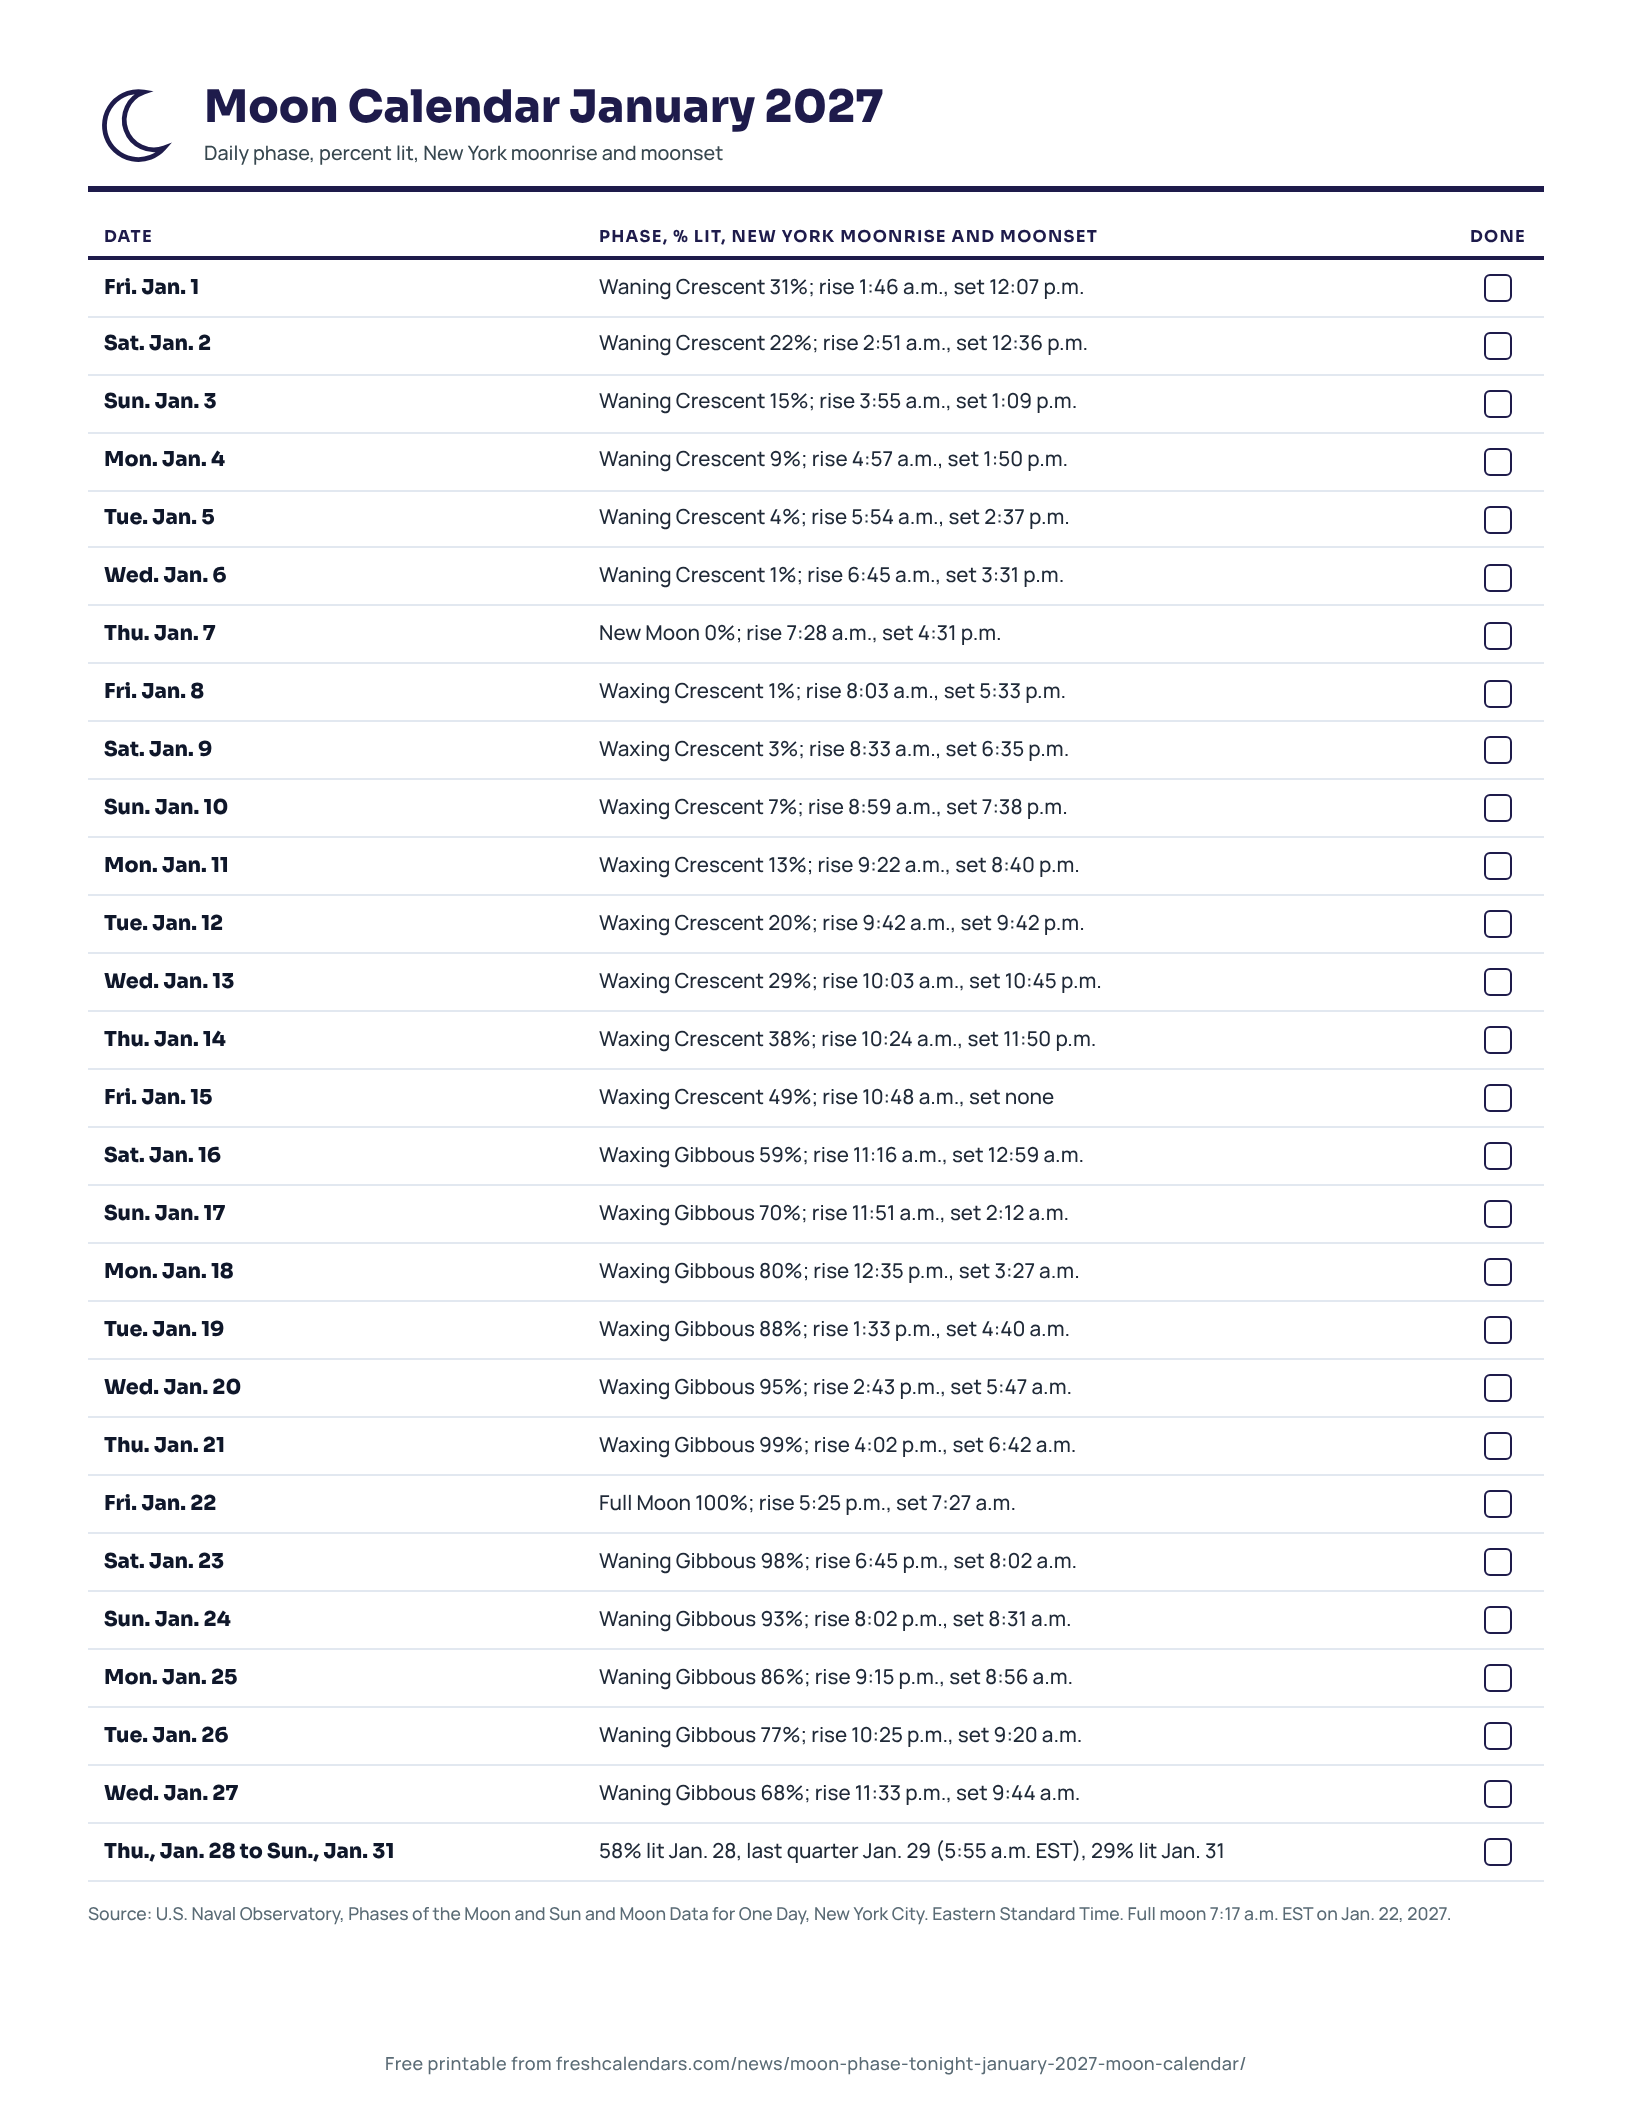 Moon Calendar January 2027
Daily phase, percent lit, New York moonrise and moonset
DATE PHASE, % LIT, NEW YORK MOONRISE AND MOONSET DONE
Fri. Jan. 1 Waning Crescent 31%; rise 1:46 a.m., set 12:07 p.m.
Sat. Jan. 2 Waning Crescent 22%; rise 2:51 a.m., set 12:36 p.m.
Sun. Jan. 3 Waning Crescent 15%; rise 3:55 a.m., set 1:09 p.m.
Mon. Jan. 4 Waning Crescent 9%; rise 4:57 a.m., set 1:50 p.m.
Tue. Jan. 5 Waning Crescent 4%; rise 5:54 a.m., set 2:37 p.m.
Wed. Jan. 6 Waning Crescent 1%; rise 6:45 a.m., set 3:31 p.m.
Thu. Jan. 7 New Moon 0%; rise 7:28 a.m., set 4:31 p.m.
Fri. Jan. 8 Waxing Crescent 1%; rise 8:03 a.m., set 5:33 p.m.
Sat. Jan. 9 Waxing Crescent 3%; rise 8:33 a.m., set 6:35 p.m.
Sun. Jan. 10 Waxing Crescent 7%; rise 8:59 a.m., set 7:38 p.m.
Mon. Jan. 11 Waxing Crescent 13%; rise 9:22 a.m., set 8:40 p.m.
Tue. Jan. 12 Waxing Crescent 20%; rise 9:42 a.m., set 9:42 p.m.
Wed. Jan. 13 Waxing Crescent 29%; rise 10:03 a.m., set 10:45 p.m.
Thu. Jan. 14 Waxing Crescent 38%; rise 10:24 a.m., set 11:50 p.m.
Fri. Jan. 15 Waxing Crescent 49%; rise 10:48 a.m., set none
Sat. Jan. 16 Waxing Gibbous 59%; rise 11:16 a.m., set 12:59 a.m.
Sun. Jan. 17 Waxing Gibbous 70%; rise 11:51 a.m., set 2:12 a.m.
Mon. Jan. 18 Waxing Gibbous 80%; rise 12:35 p.m., set 3:27 a.m.
Tue. Jan. 19 Waxing Gibbous 88%; rise 1:33 p.m., set 4:40 a.m.
Wed. Jan. 20 Waxing Gibbous 95%; rise 2:43 p.m., set 5:47 a.m.
Thu. Jan. 21 Waxing Gibbous 99%; rise 4:02 p.m., set 6:42 a.m.
Fri. Jan. 22 Full Moon 100%; rise 5:25 p.m., set 7:27 a.m.
Sat. Jan. 23 Waning Gibbous 98%; rise 6:45 p.m., set 8:02 a.m.
Sun. Jan. 24 Waning Gibbous 93%; rise 8:02 p.m., set 8:31 a.m.
Mon. Jan. 25 Waning Gibbous 86%; rise 9:15 p.m., set 8:56 a.m.
Tue. Jan. 26 Waning Gibbous 77%; rise 10:25 p.m., set 9:20 a.m.
Wed. Jan. 27 Waning Gibbous 68%; rise 11:33 p.m., set 9:44 a.m.
Thu., Jan. 28 to Sun., Jan. 31 58% lit Jan. 28, last quarter Jan. 29 (5:55 a.m. EST), 29% lit Jan. 31
Source: U.S. Naval Observatory, Phases of the Moon and Sun and Moon Data for One Day, New York City. Eastern Standard Time. Full moon 7:17 a.m. EST on Jan. 22, 2027.
Free printable from freshcalendars.com/news/moon-phase-tonight-january-2027-moon-calendar/